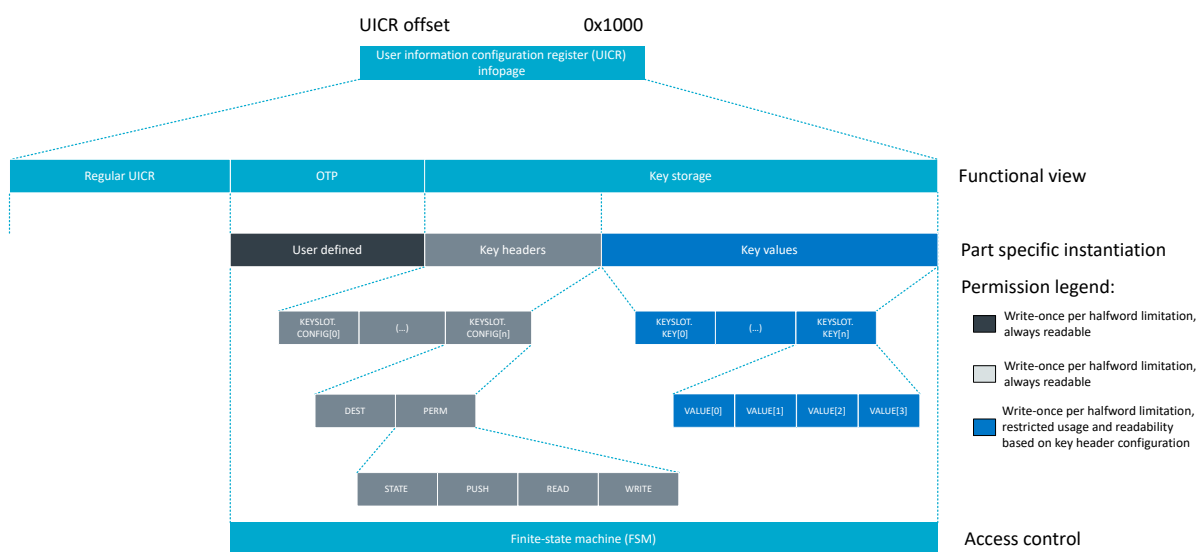 UICR offset 0x1000
User information configuration register (UICR)
infopage
Regular UICR OTP Key storage Functional view
User defined Key headers Key values Part specific instantiation
Permission legend:
KEYSLOT.
CONFIG[0]
(...)
KEYSLOT.
CONFIG[n]
KEYSLOT.
KEY[0]
(...)
KEYSLOT.
KEY[n]
Write-once per halfword limitation,
always readable
Write-once per halfword limitation,
always readable
DEST PERM VALUE[0] VALUE[1] VALUE[2] VALUE[3]
Write-once per halfword limitation,
restricted usage and readability
based on key header configuration
STATE PUSH READ WRITE
Finite-state machine (FSM) Access control